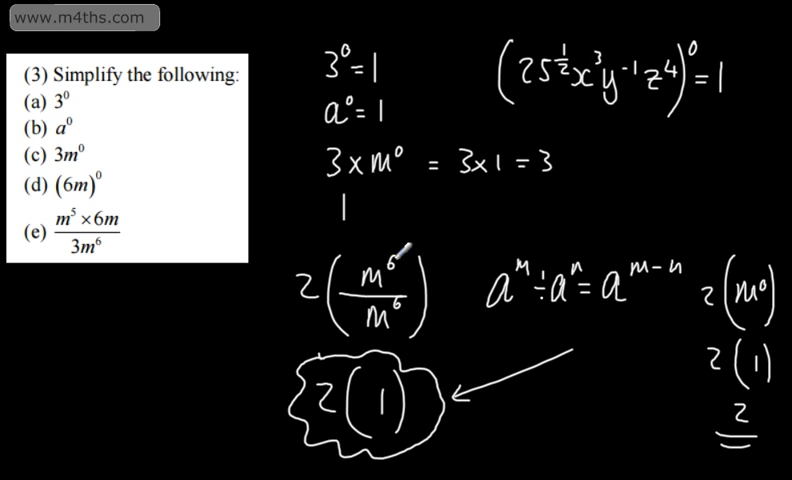 www.m4ths.com
(3) Simplify the following:
(a) 3⁰
(b) a⁰
(c) 3m⁰
(d) (6m)⁰
(e) (m⁵ × 6m)/(3m⁶)
3⁰ = 1
a⁰ = 1
3 × m⁰ = 3 × 1 = 3
1
(25^(1/2) x³ y⁻¹ z⁴)⁰ = 1
2 (m⁶/m⁶)
aᵐ ÷ aⁿ = aᵐ⁻ⁿ
2 (1)
2 (m⁰)
2 (1)
2